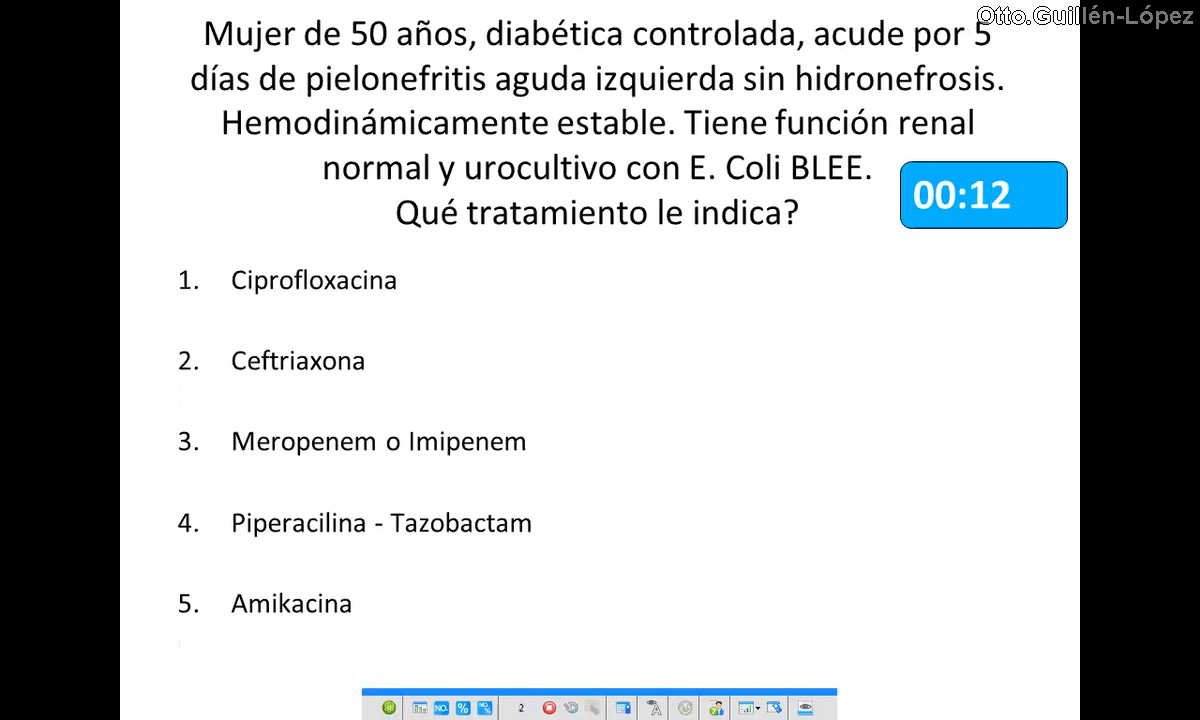 Otto.Guillén-López
Mujer de 50 años, diabética controlada, acude por 5
días de pielonefritis aguda izquierda sin hidronefrosis.
Hemodinámicamente estable. Tiene función renal
normal y urocultivo con E. Coli BLEE.
Qué tratamiento le indica?
00:12
1. Ciprofloxacina
2. Ceftriaxona
3. Meropenem o Imipenem
4. Piperacilina - Tazobactam
5. Amikacina
NO. % NO. % 2